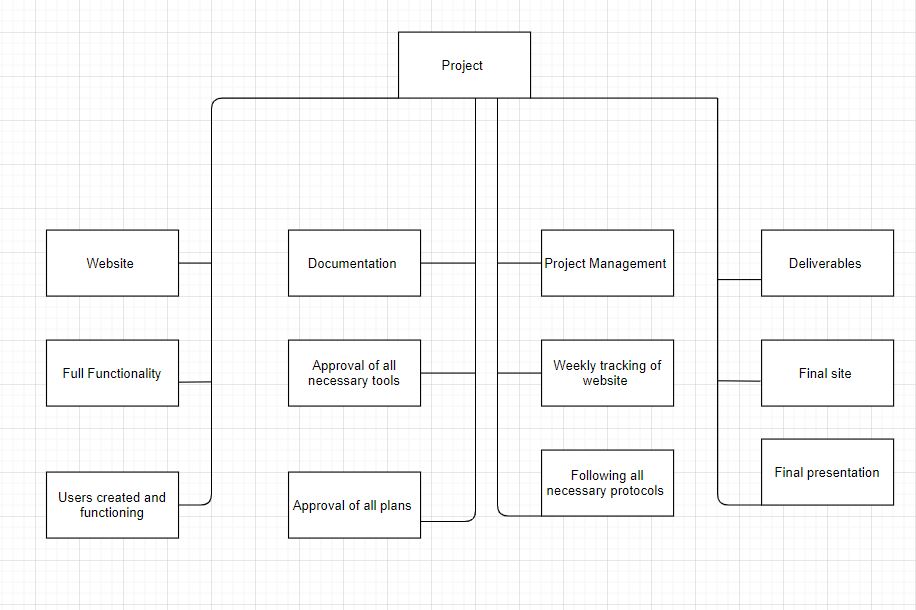 Project
Website
Documentation
Project Management
Deliverables
Full Functionality
Approval of all
necessary tools
Weekly tracking of
website
Final site
Users created and
functioning
Approval of all plans
Following all
necessary protocols
Final presentation